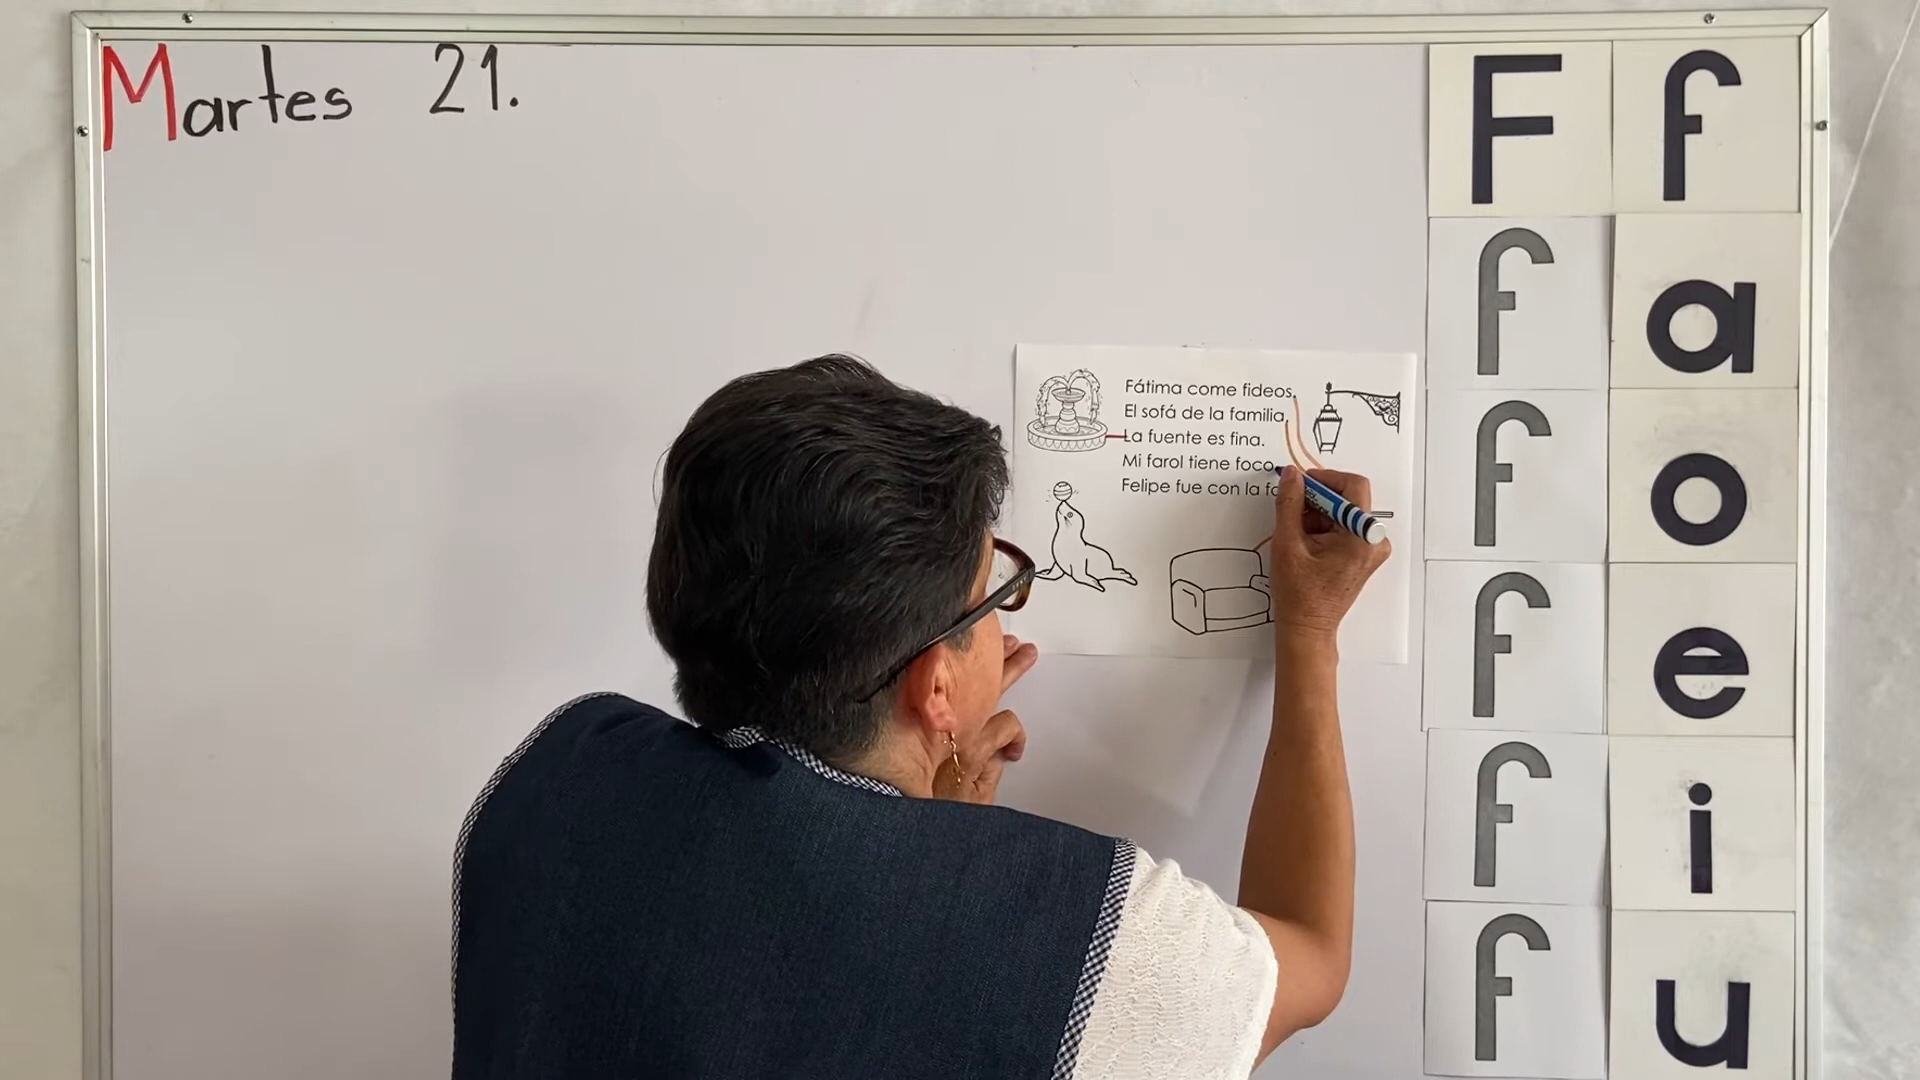 Martes 21.
F f
f a
f o
f e
f i
f u
Fátima come fideos.
El sofá de la familia.
La fuente es fina.
Mi farol tiene foco
Felipe fue con la